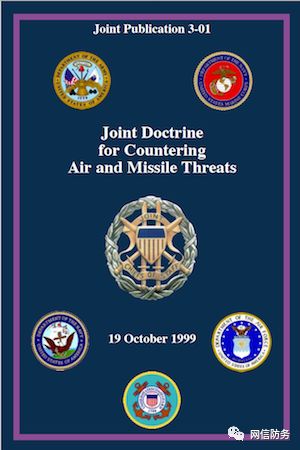 Joint Publication 3-01
Joint Doctrine
for Countering
Air and Missile Threats
19 October 1999
网信防务